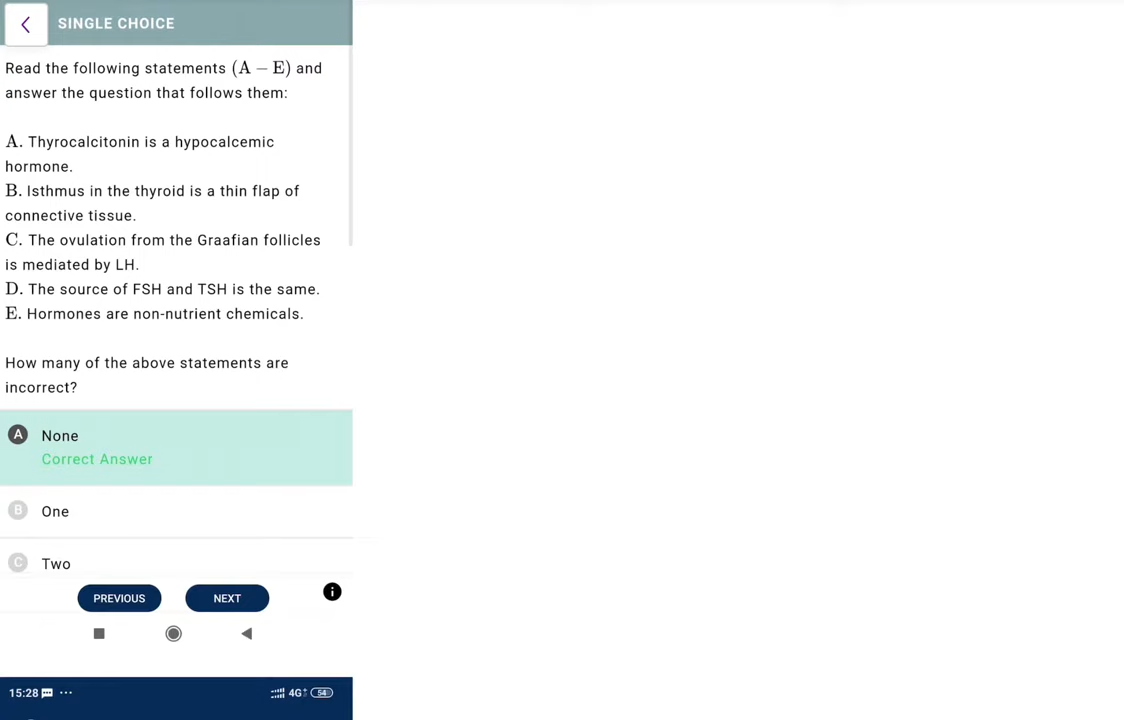 SINGLE CHOICE
Read the following statements (A – E) and
answer the question that follows them:
A. Thyrocalcitonin is a hypocalcemic
hormone.
B. Isthmus in the thyroid is a thin flap of
connective tissue.
C. The ovulation from the Graafian follicles
is mediated by LH.
D. The source of FSH and TSH is the same.
E. Hormones are non-nutrient chemicals.
How many of the above statements are
incorrect?
A None
Correct Answer
B One
C Two
PREVIOUS NEXT
15:28 ... 4G 54